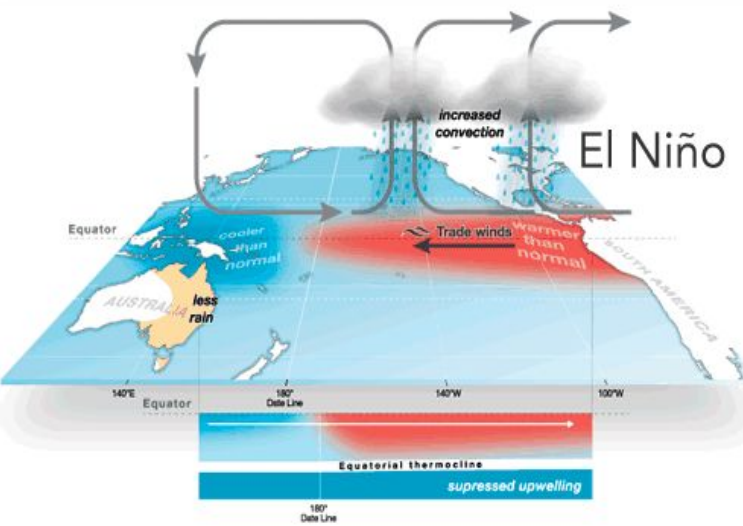 increased
convection
El Niño
Equator
cooler
than
normal
Trade winds
warmer
than
normal
AUSTRALIA
less
rain
SOUTH AMERICA
140°E
180°
Date Line
140°W
100°W
Equator
Equatorial thermocline
supressed upwelling
180°
Date Line